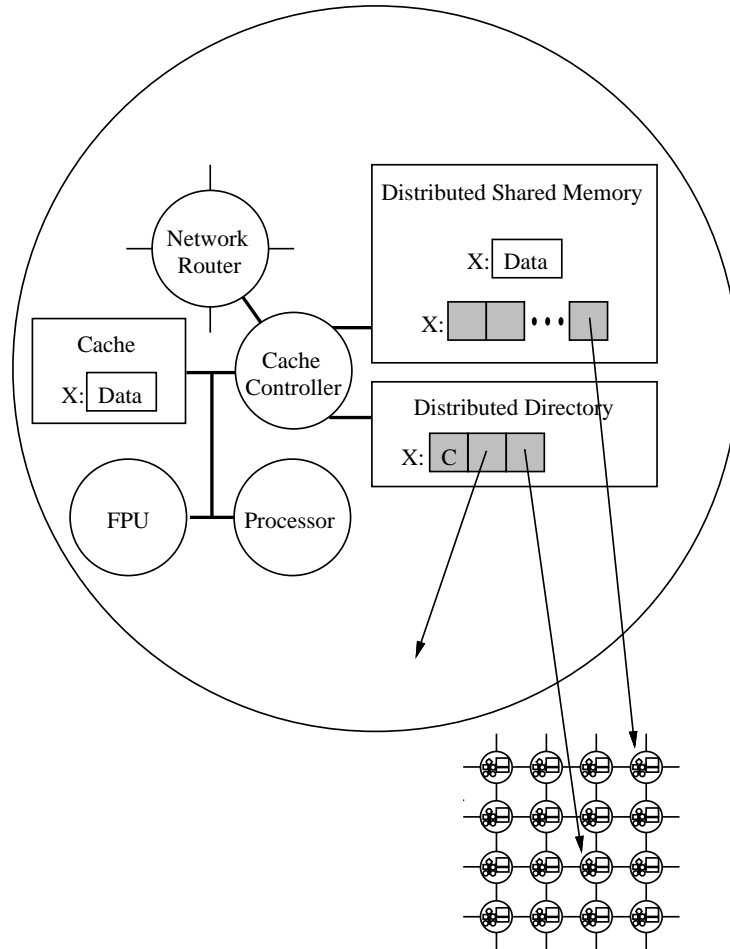 Distributed Shared Memory
X: Data
X:
Network
Router
Cache
X: Data
Cache
Controller
Distributed Directory
X: C
FPU
Processor